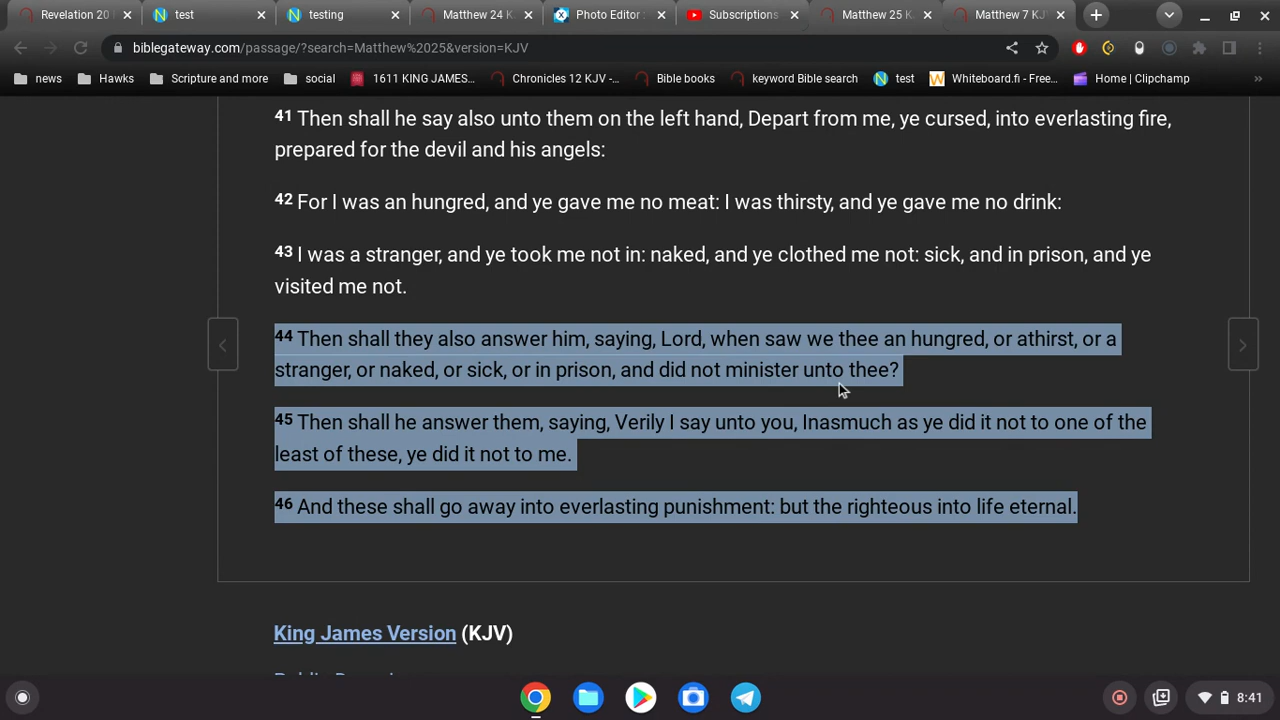 Revelation 20
test
testing
Matthew 24 K
Photo Editor :
Subscriptions
Matthew 25 K
Matthew 7 KJ
biblegateway.com/passage/?search=Matthew%2025&version=KJV
news
Hawks
Scripture and more
social
1611 KING JAMES...
Chronicles 12 KJV -...
Bible books
keyword Bible search
test
Whiteboard.fi - Free...
Home | Clipchamp
»
41 Then shall he say also unto them on the left hand, Depart from me, ye cursed, into everlasting fire,
prepared for the devil and his angels:
42 For I was an hungred, and ye gave me no meat: I was thirsty, and ye gave me no drink:
43 I was a stranger, and ye took me not in: naked, and ye clothed me not: sick, and in prison, and ye
visited me not.
44 Then shall they also answer him, saying, Lord, when saw we thee an hungred, or athirst, or a
stranger, or naked, or sick, or in prison, and did not minister unto thee?
45 Then shall he answer them, saying, Verily I say unto you, Inasmuch as ye did it not to one of the
least of these, ye did it not to me.
46 And these shall go away into everlasting punishment: but the righteous into life eternal.
King James Version (KJV)
8:41